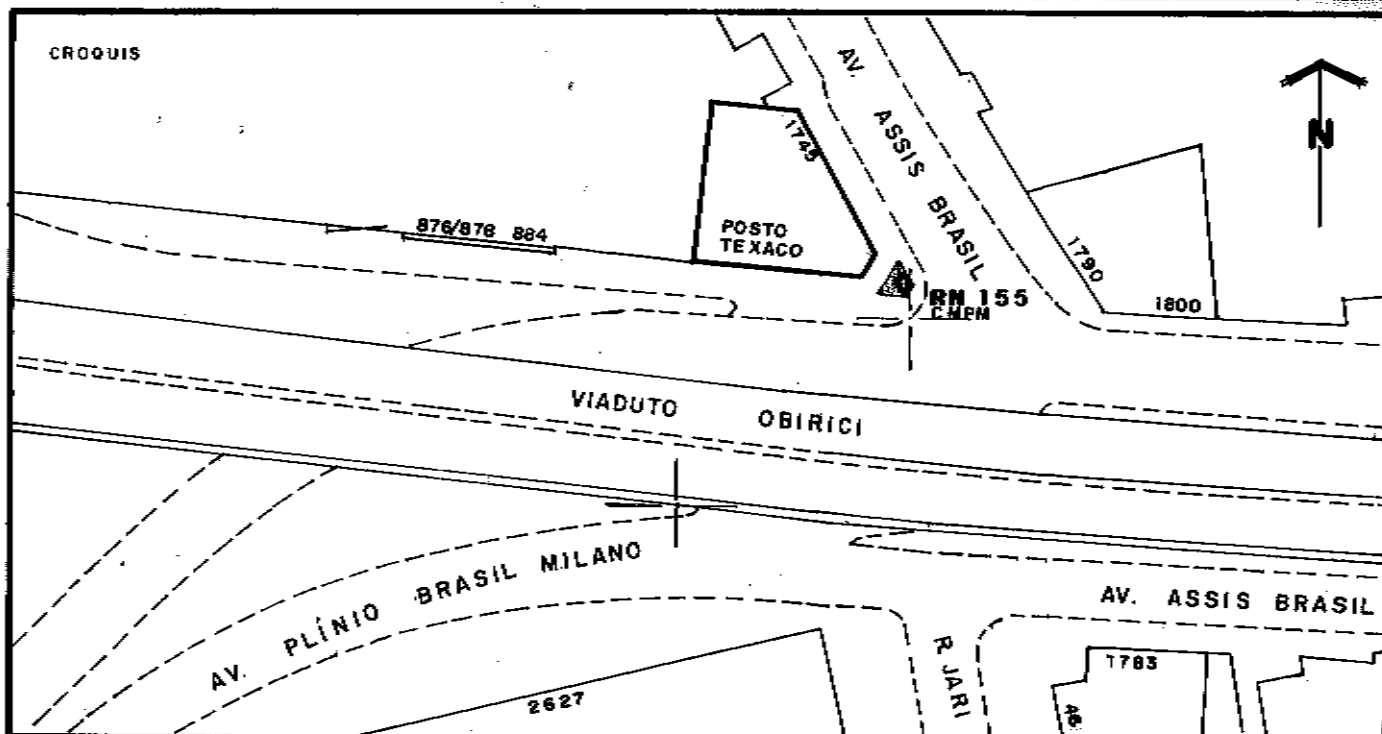 CROQUIS
AV. ASSIS BRASIL
N
1745
876/878 884
POSTO
TEXACO
1790
RN 155
CMPM
1800
VIADUTO OBIRICI
AV. PLÍNIO BRASIL MILANO
AV. ASSIS BRASIL
R JARI
1783
2627